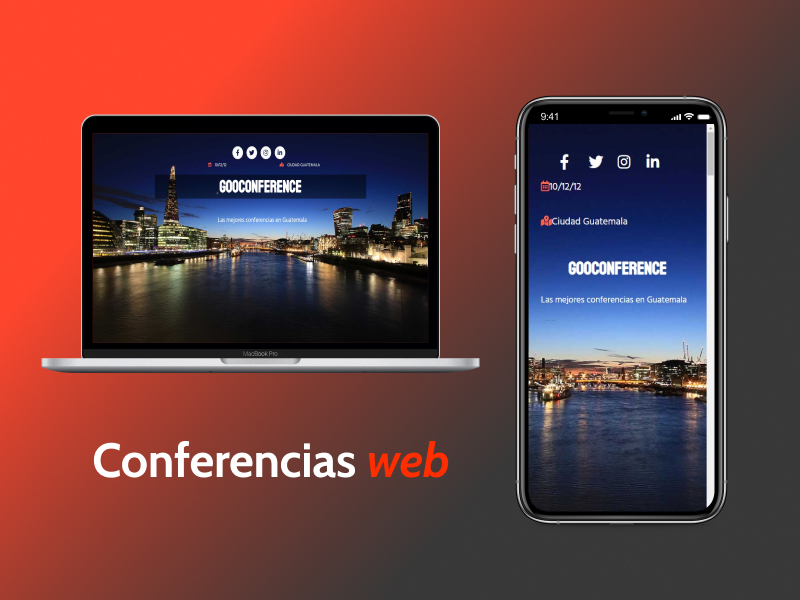 10/12/12
CIUDAD GUATEMALA
GOOCONFERENCE
Las mejores conferencias en Guatemala
MacBook Pro
Conferencias web
9:41
10/12/12
Ciudad Guatemala
GOOCONFERENCE
Las mejores conferencias en Guatemala